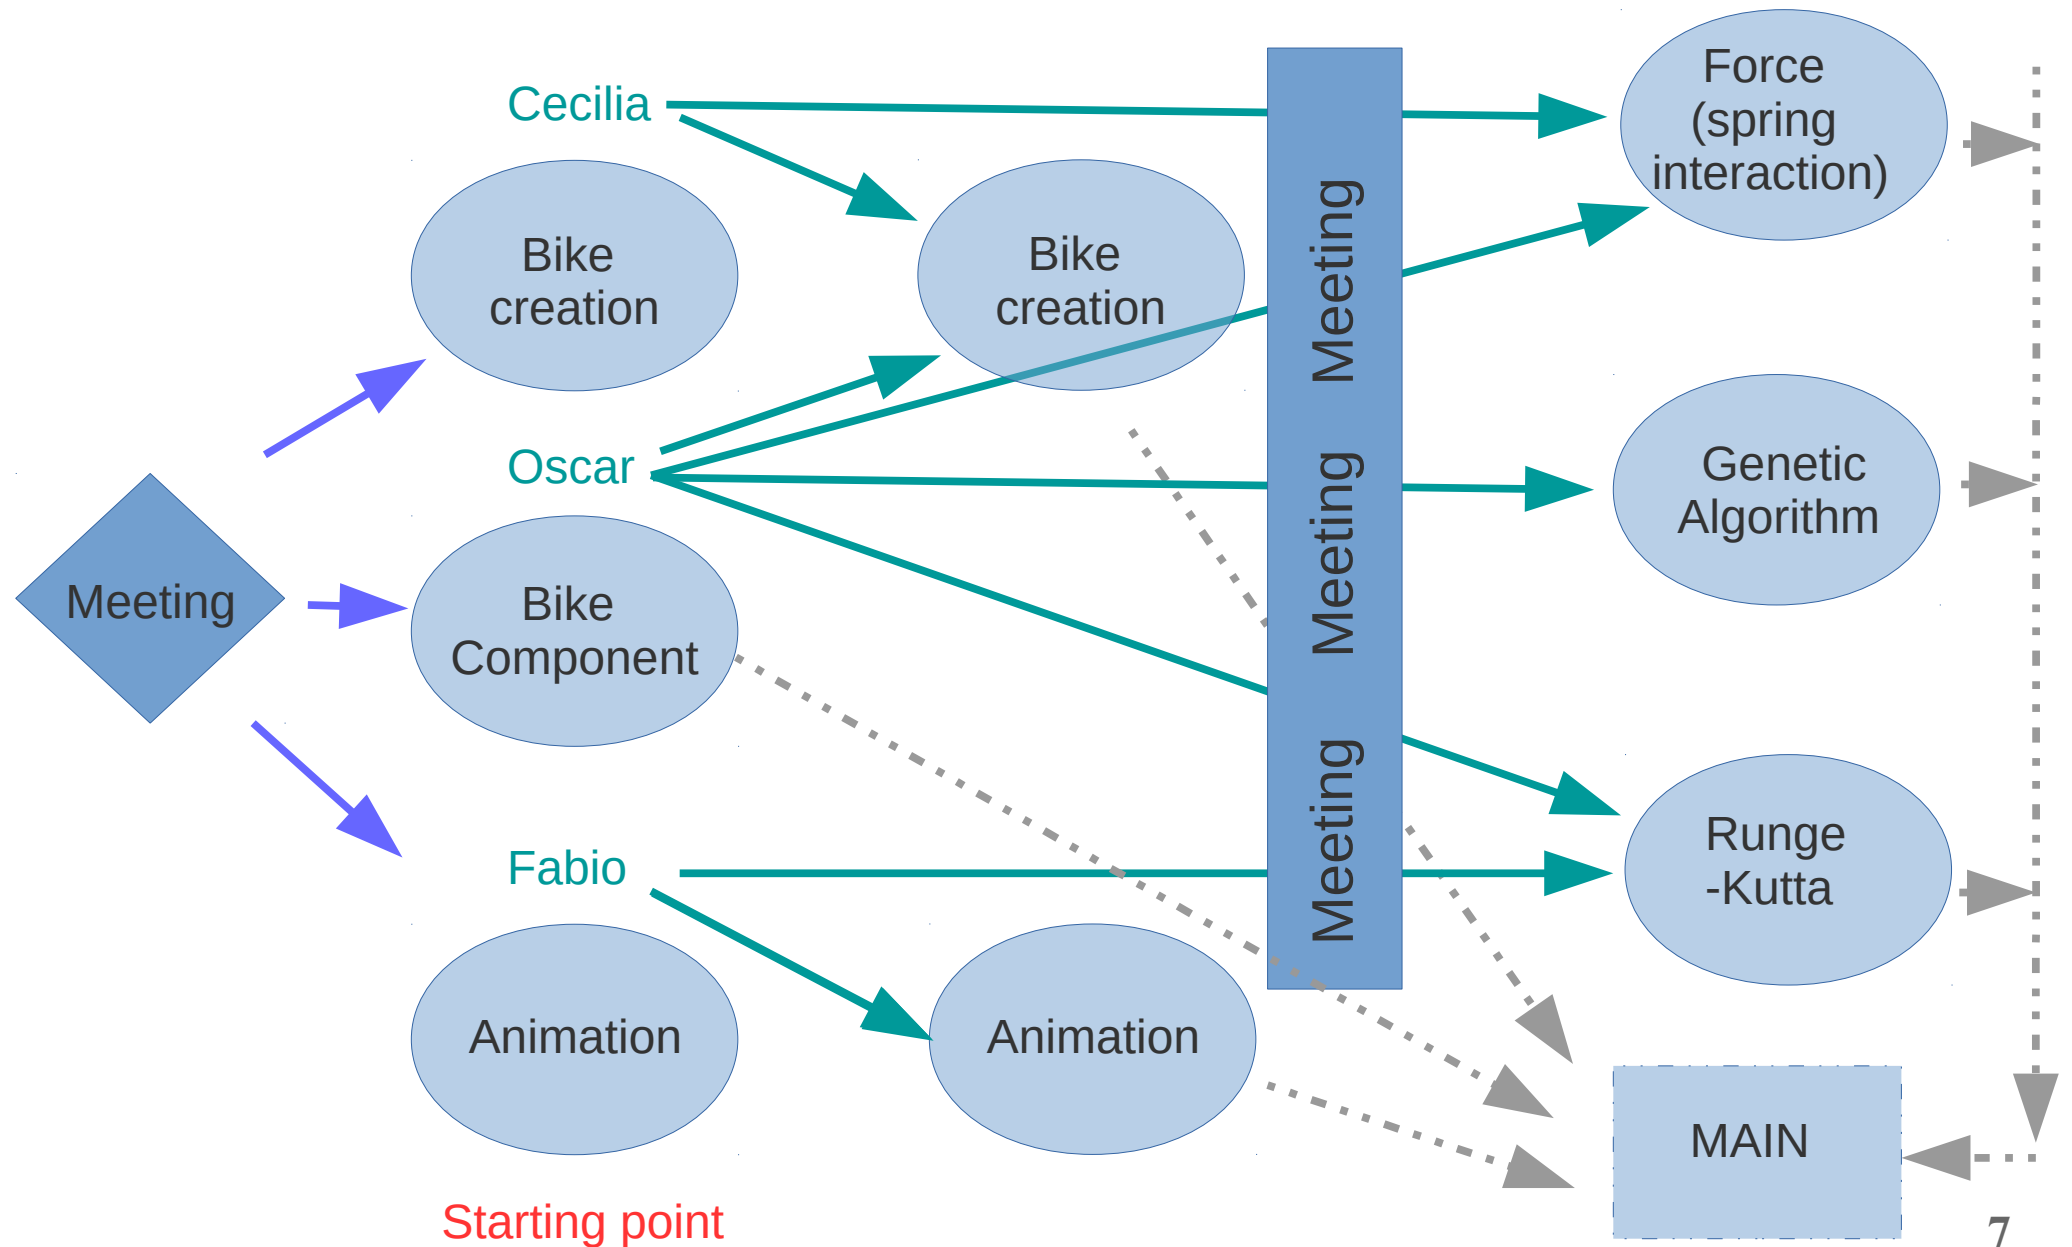 Cecilia
Force
(spring
interaction)
Bike
creation
Bike
creation
Meeting
Meeting
Meeting
Oscar
Genetic
Algorithm
Meeting
Bike
Component
Fabio
Runge
-Kutta
Animation
Animation
MAIN
Starting point
7